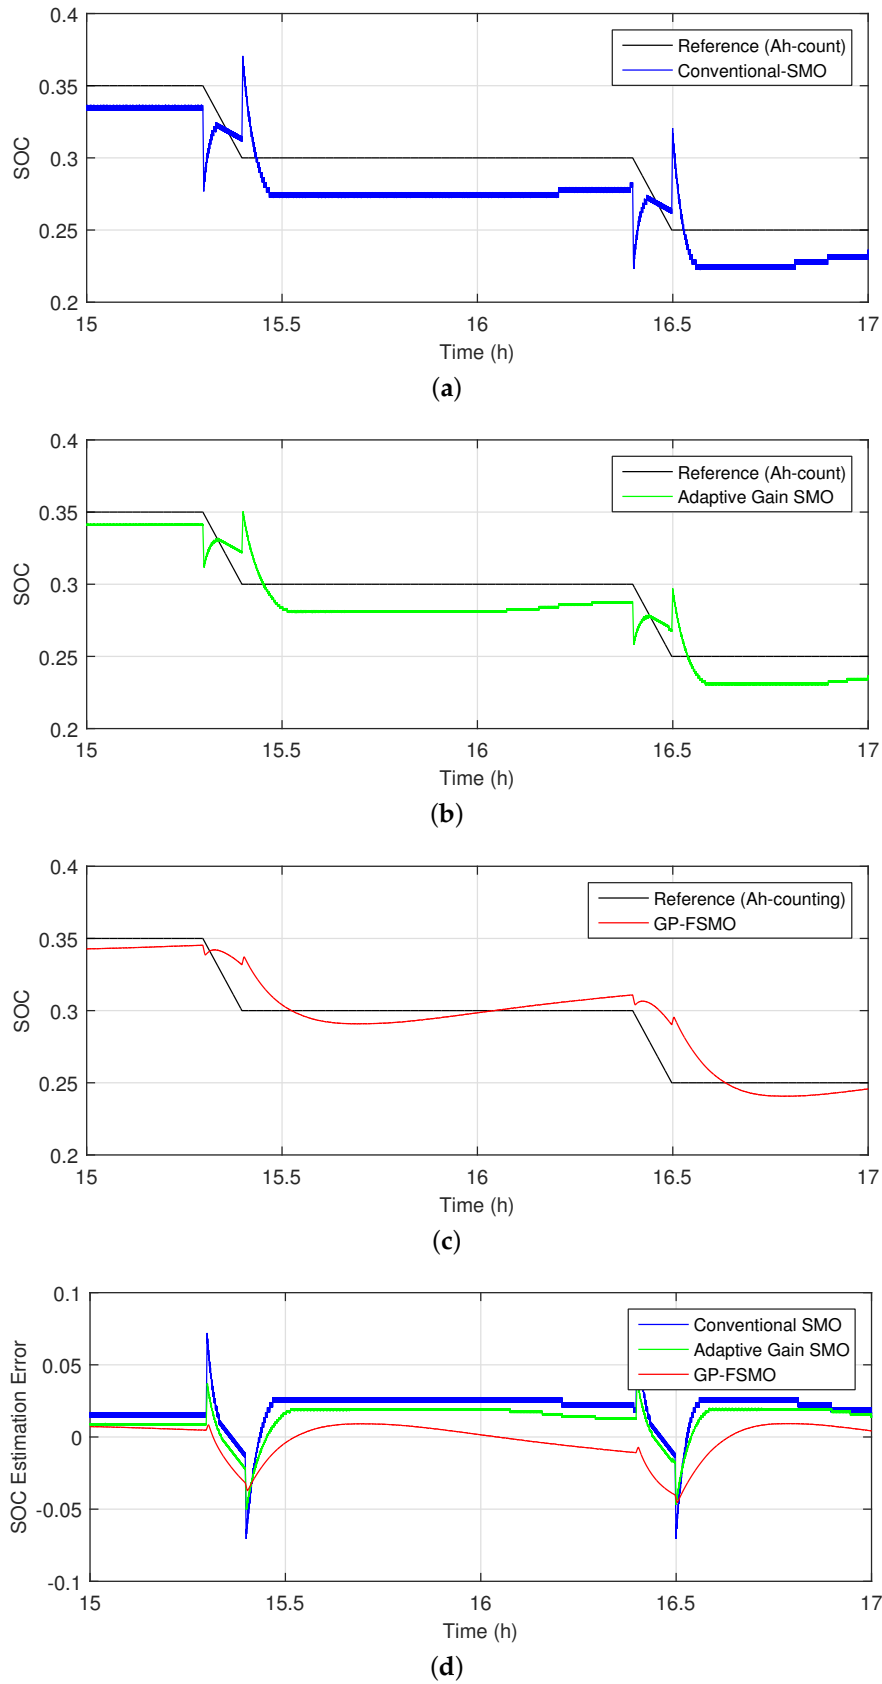 0.4
Reference (Ah-count)
Conventional-SMO
0.35
SOC
0.3
0.25
0.2
15
15.5
16
16.5
17
Time (h)
(a)
0.4
Reference (Ah-count)
Adaptive Gain SMO
0.35
SOC
0.3
0.25
0.2
15
15.5
16
16.5
17
Time (h)
(b)
0.4
Reference (Ah-counting)
GP-FSMO
0.35
SOC
0.3
0.25
0.2
15
15.5
16
16.5
17
Time (h)
(c)
0.1
Conventional SMO
Adaptive Gain SMO
GP-FSMO
0.05
SOC Estimation Error
0
-0.05
-0.1
15
15.5
16
16.5
17
Time (h)
(d)